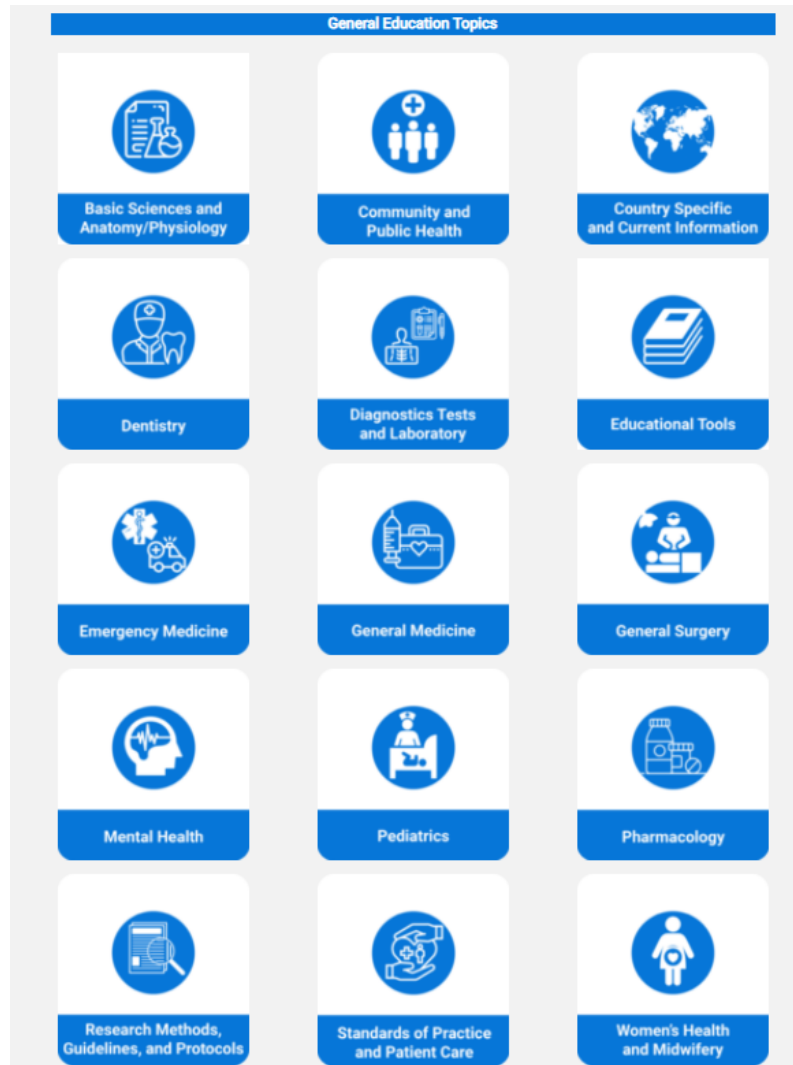 General Education Topics
Basic Sciences and
Anatomy/Physiology
Community and
Public Health
Country Specific
and Current Information
Dentistry
Diagnostics Tests
and Laboratory
Educational Tools
Emergency Medicine
General Medicine
General Surgery
Mental Health
Pediatrics
Pharmacology
Research Methods,
Guidelines, and Protocols
Standards of Practice
and Patient Care
Women's Health
and Midwifery